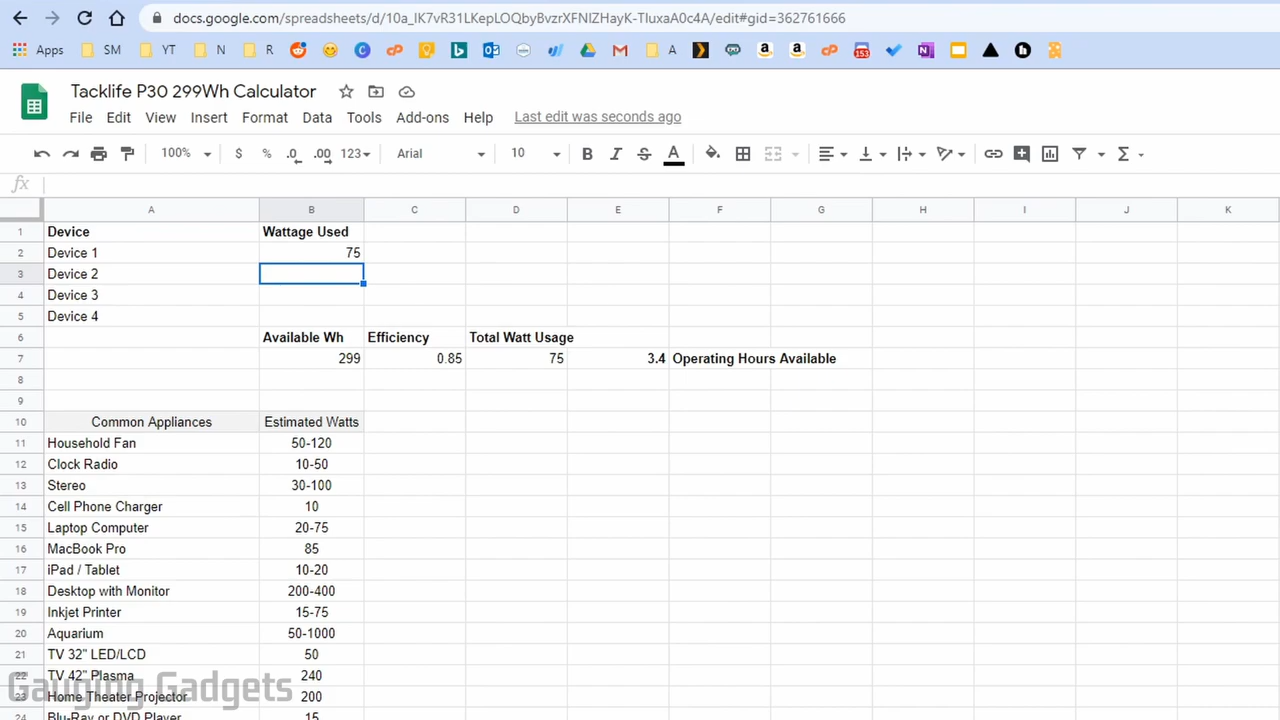 docs.google.com/spreadsheets/d/10a_IK7vR31LKepLOQbyBvzrXFNIZHayK-TIuxaA0c4A/edit#gid=362761666
Apps SM YT N R A 153
Tacklife P30 299Wh Calculator
File Edit View Insert Format Data Tools Add-ons Help Last edit was seconds ago
100% $ % .0 .00 123 Arial 10 B I S A Σ
fx
A B C D E F G H I J K
1 Device Wattage Used
2 Device 1 75
3 Device 2
4 Device 3
5 Device 4
6 Available Wh Efficiency Total Watt Usage
7 299 0.85 75 3.4 Operating Hours Available
8
9
10 Common Appliances Estimated Watts
11 Household Fan 50-120
12 Clock Radio 10-50
13 Stereo 30-100
14 Cell Phone Charger 10
15 Laptop Computer 20-75
16 MacBook Pro 85
17 iPad / Tablet 10-20
18 Desktop with Monitor 200-400
19 Inkjet Printer 15-75
20 Aquarium 50-1000
21 TV 32" LED/LCD 50
22 TV 42" Plasma 240
Gauging Gadgets
23 Home Theater Projector 200
24 Blu-Ray or DVD Player 15